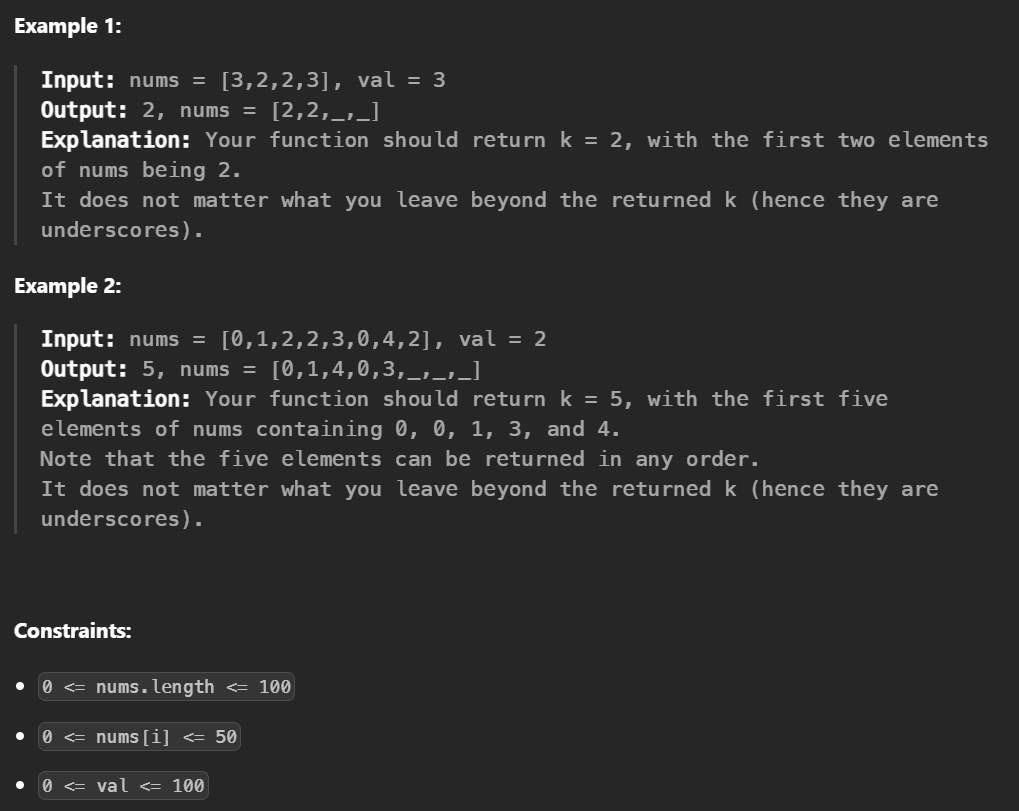 Example 1:
Input: nums = [3,2,2,3], val = 3
Output: 2, nums = [2,2,_,_]
Explanation: Your function should return k = 2, with the first two elements
of nums being 2.
It does not matter what you leave beyond the returned k (hence they are
underscores).
Example 2:
Input: nums = [0,1,2,2,3,0,4,2], val = 2
Output: 5, nums = [0,1,4,0,3,_,_,_]
Explanation: Your function should return k = 5, with the first five
elements of nums containing 0, 0, 1, 3, and 4.
Note that the five elements can be returned in any order.
It does not matter what you leave beyond the returned k (hence they are
underscores).
Constraints:
• 0 <= nums.length <= 100
• 0 <= nums[i] <= 50
• 0 <= val <= 100